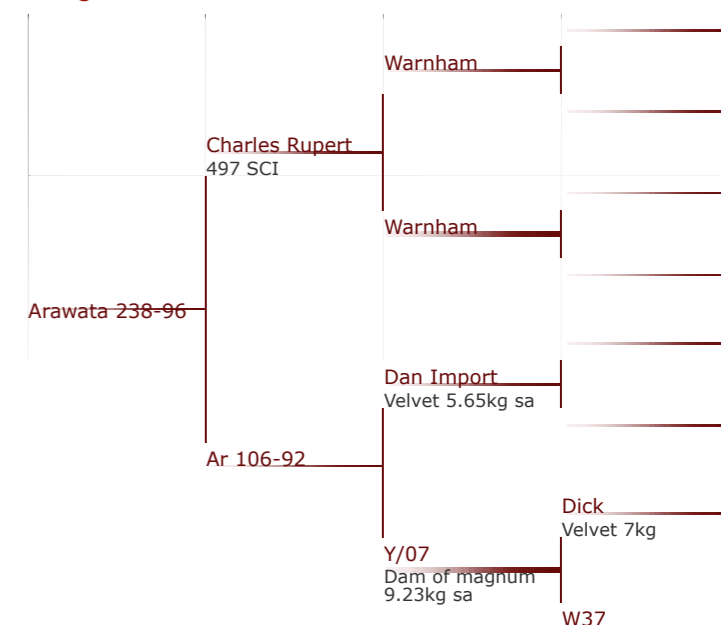 Warnham
Charles Rupert
497 SCI
Warnham
Arawata 238-96
Dan Import
Velvet 5.65kg sa
Ar 106-92
Dick
Velvet 7kg
Y/07
Dam of magnum
9.23kg sa
W37